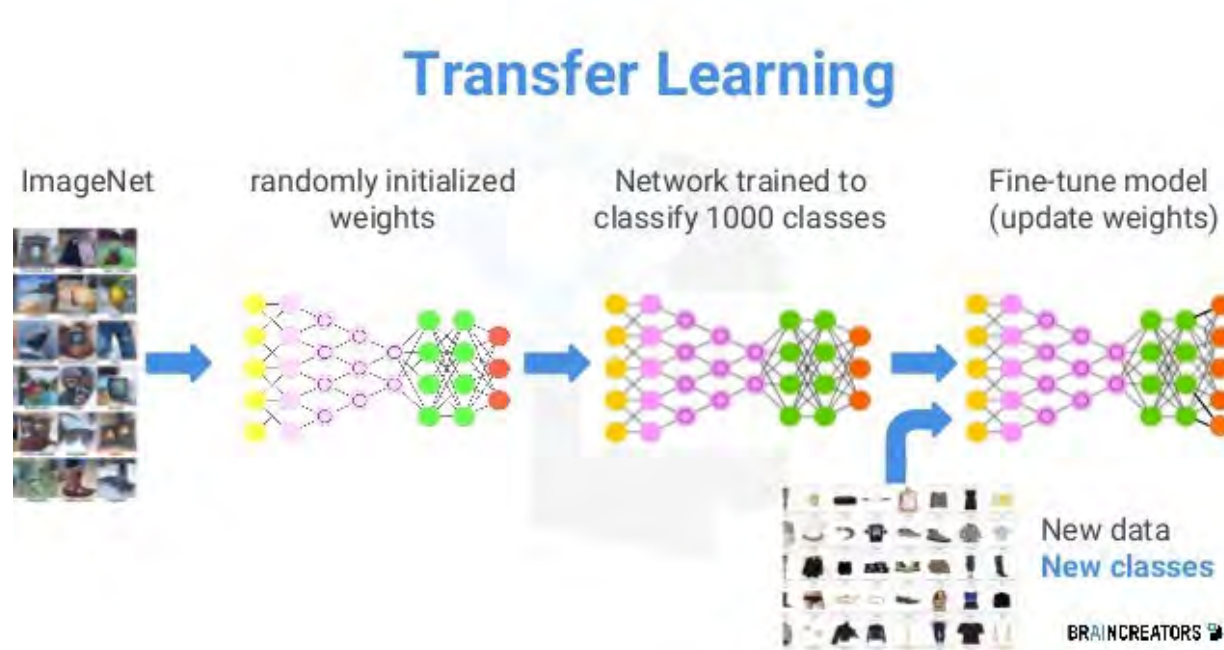 Transfer Learning
ImageNet
randomly initialized
weights
Network trained to
classify 1000 classes
Fine-tune model
(update weights)
New data
New classes
BRAINCREATORS